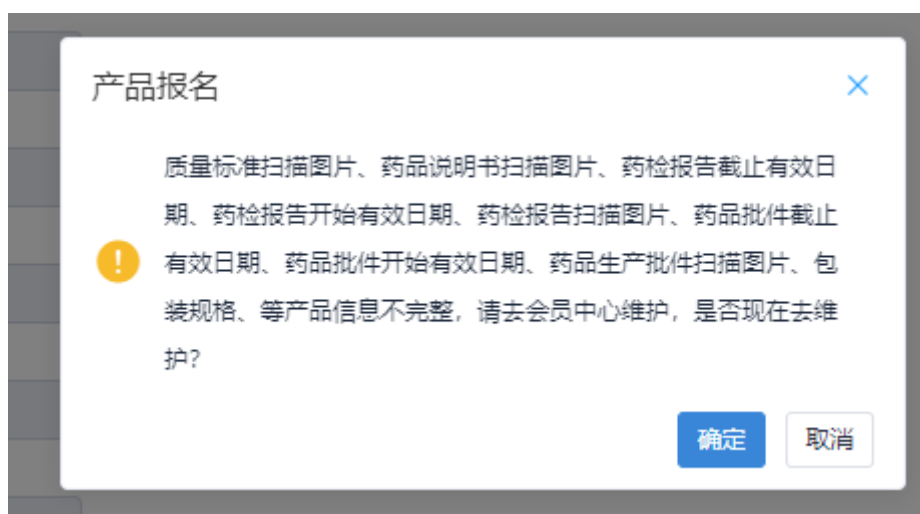 产品报名
质量标准扫描图片、药品说明书扫描图片、药检报告截止有效日
期、药检报告开始有效日期、药检报告扫描图片、药品批件截止
有效日期、药品批件开始有效日期、药品生产批件扫描图片、包
装规格、等产品信息不完整，请去会员中心维护，是否现在去维
护?
确定
取消